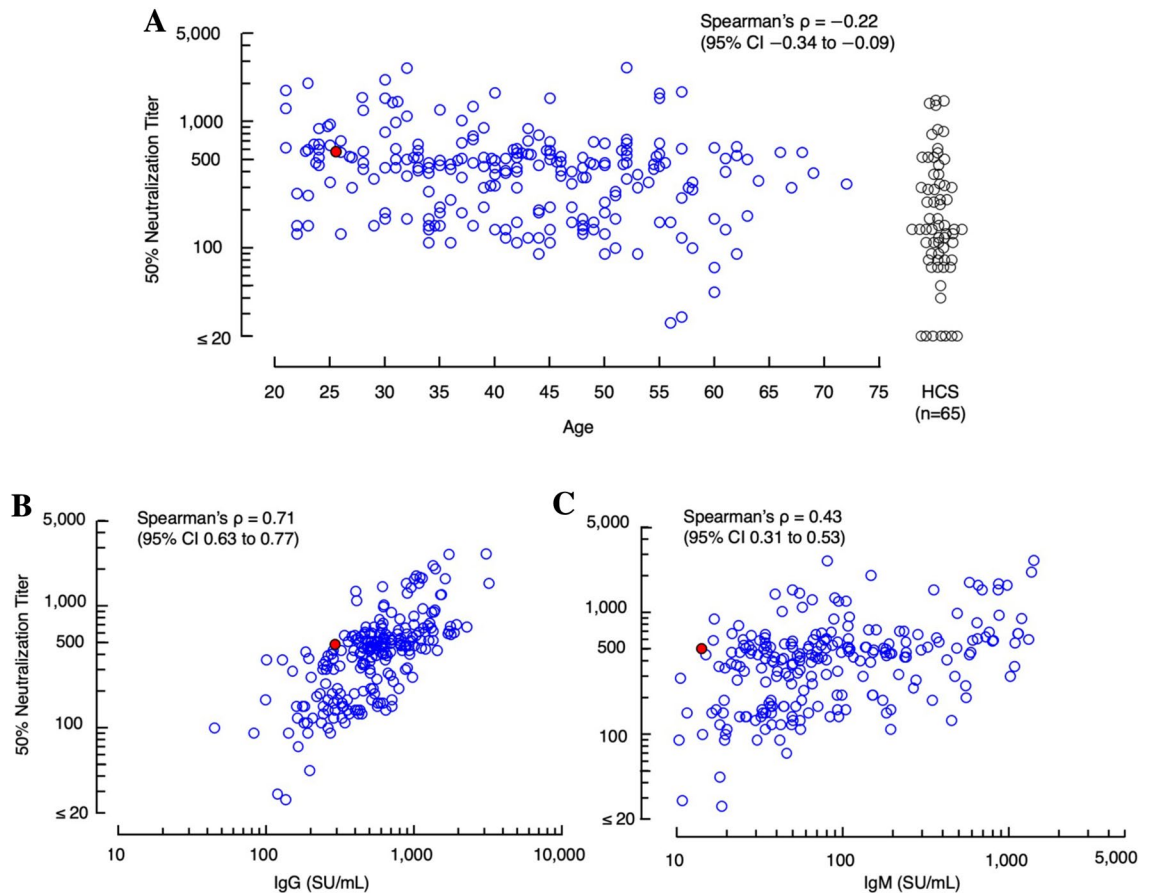 A
Spearman's ρ = −0.22
(95% CI −0.34 to −0.09)
5,000
1,000
500
100
≤ 20
50% Neutralization Titer
20 25 30 35 40 45 50 55 60 65 70 75
Age
HCS
(n=65)
B
Spearman's ρ = 0.71
(95% CI 0.63 to 0.77)
5,000
1,000
500
100
≤ 20
50% Neutralization Titer
10 100 1,000 10,000
IgG (SU/mL)
C
Spearman's ρ = 0.43
(95% CI 0.31 to 0.53)
5,000
1,000
500
100
≤ 20
10 100 1,000 5,000
IgM (SU/mL)